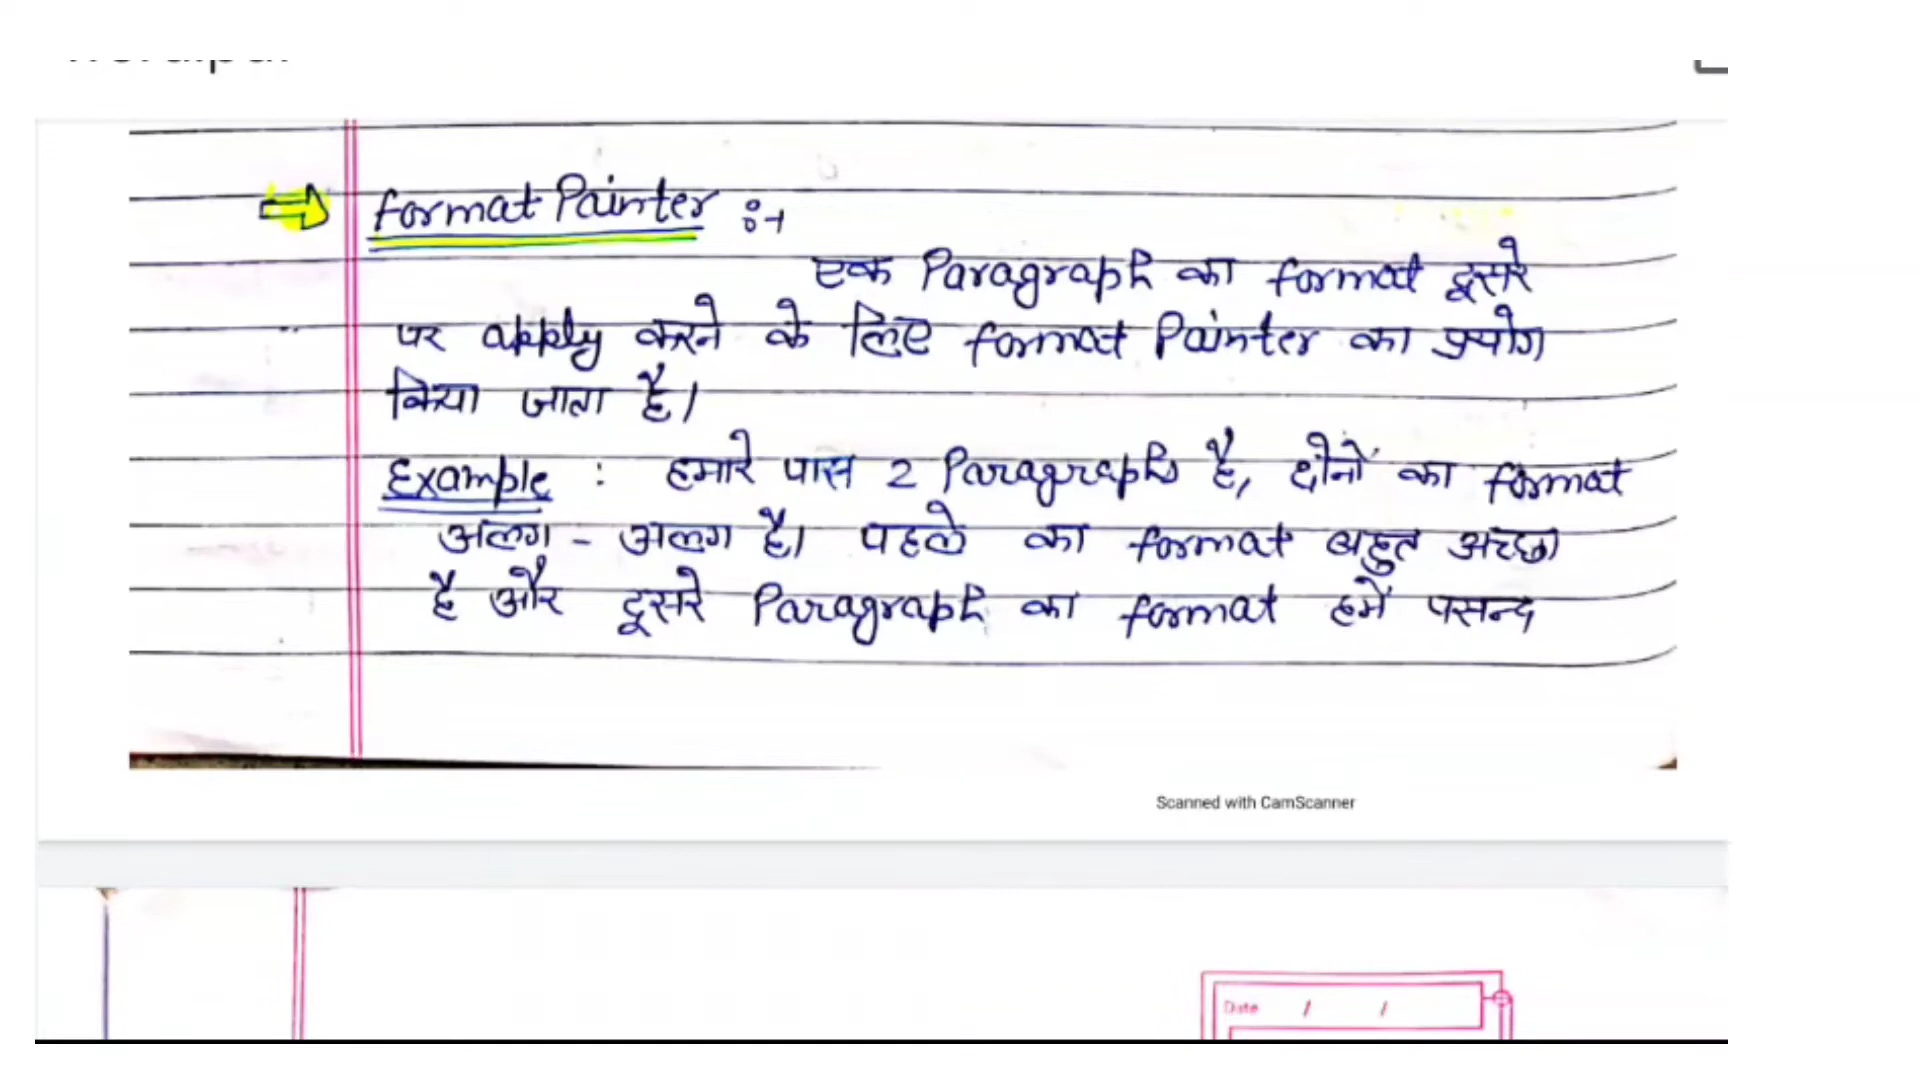 ⇒ format Painter :-
एक Paragraph का format दूसरे
पर apply करने के लिए format Painter का प्रयोग
किया जाता है।
Example : हमारे पास 2 Paragraphs है, दोनों का format
अलग - अलग है। पहले का format बहुत अच्छा
है और दूसरे Paragraph का format हमें पसन्द
Scanned with CamScanner
Date / /